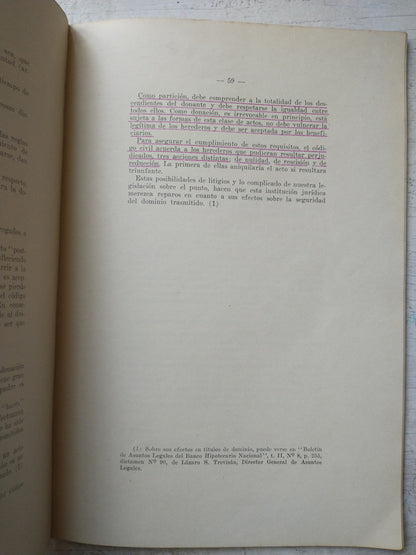 — 59 —
Como partición, debe comprender a la totalidad de los des-
cendientes del donante y debe respetarse la igualdad entre
todos ellos. Como donación, es irrevocable en principio, está
sujeta a las formas de esta clase de actos, no debe vulnerar la
legítima de los herederos y debe ser aceptada por los benefi-
ciarios.
Para asegurar el cumplimiento de estos requisitos, el códi-
go civil acuerda a los herederos que pudieran resultar perju-
dicados, tres acciones distintas; de nulidad, de rescisión y de
reducción. La primera de ellas aniquilaría el acto si resultara
triunfante.
Estas posibilidades de litigios y lo complicado de nuestra le-
gislación sobre el punto, hacen que esta institución jurídica
merezca reparos en cuanto a sus efectos sobre la seguridad
del dominio trasmitido. (1)
(1) Sobre sus efectos en títulos de dominio, puede verse en "Boletín
de Asuntos Legales del Banco Hipotecario Nacional", t. II, Nº 8, p. 255,
dictamen Nº 90, de Lázaro S. Trevisán, Director General de Asuntos
Legales.